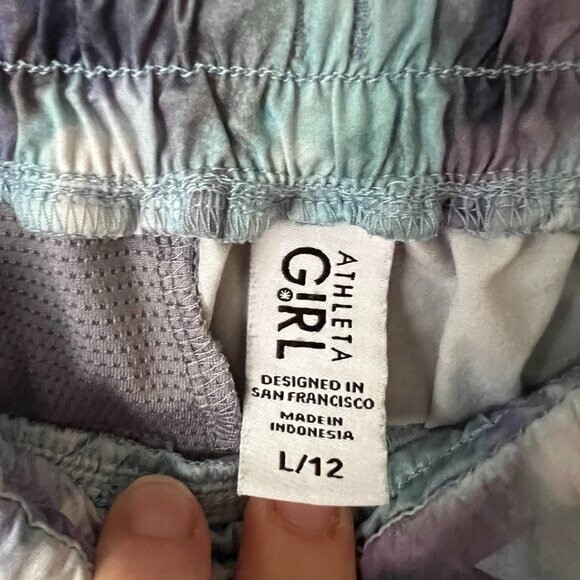 ATHLETA
GIRL
DESIGNED IN
SAN FRANCISCO
MADE IN
INDONESIA
L/12